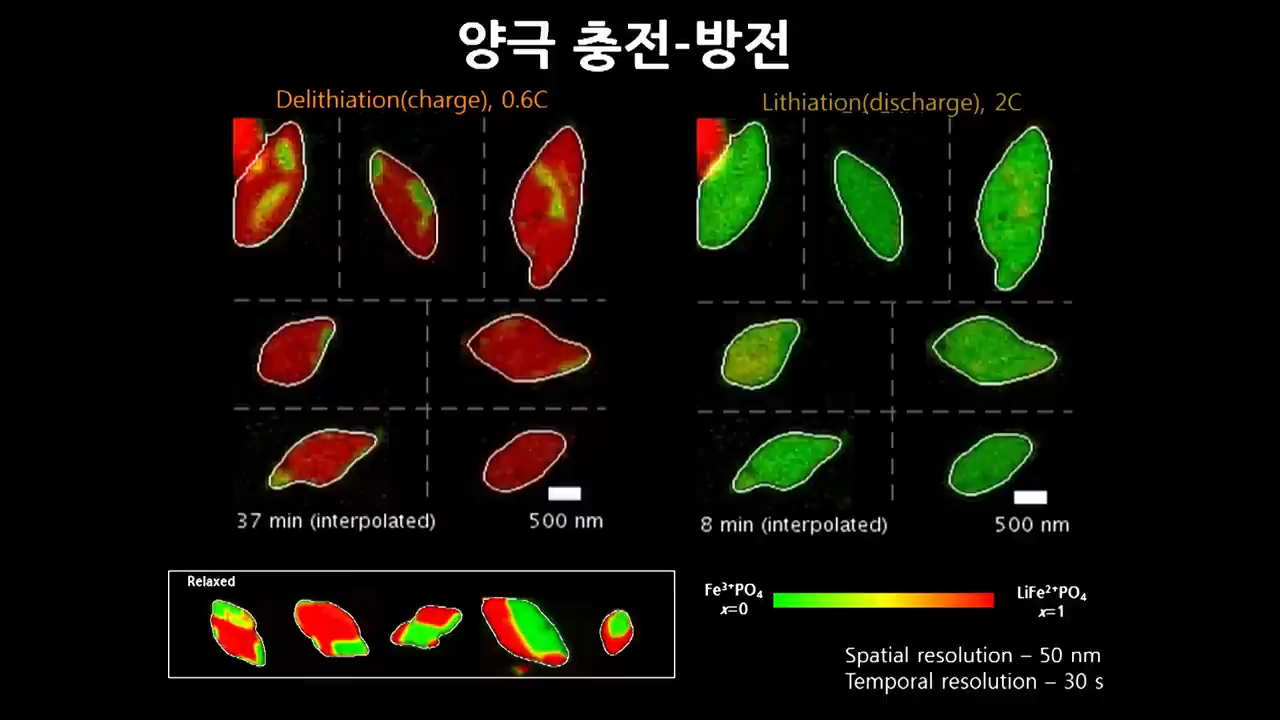 양극 충전-방전
Delithiation(charge), 0.6C
Lithiation(discharge), 2C
37 min (interpolated)
500 nm
8 min (interpolated)
500 nm
Relaxed
Fe³⁺PO₄
x=0
LiFe²⁺PO₄
x=1
Spatial resolution – 50 nm
Temporal resolution – 30 s